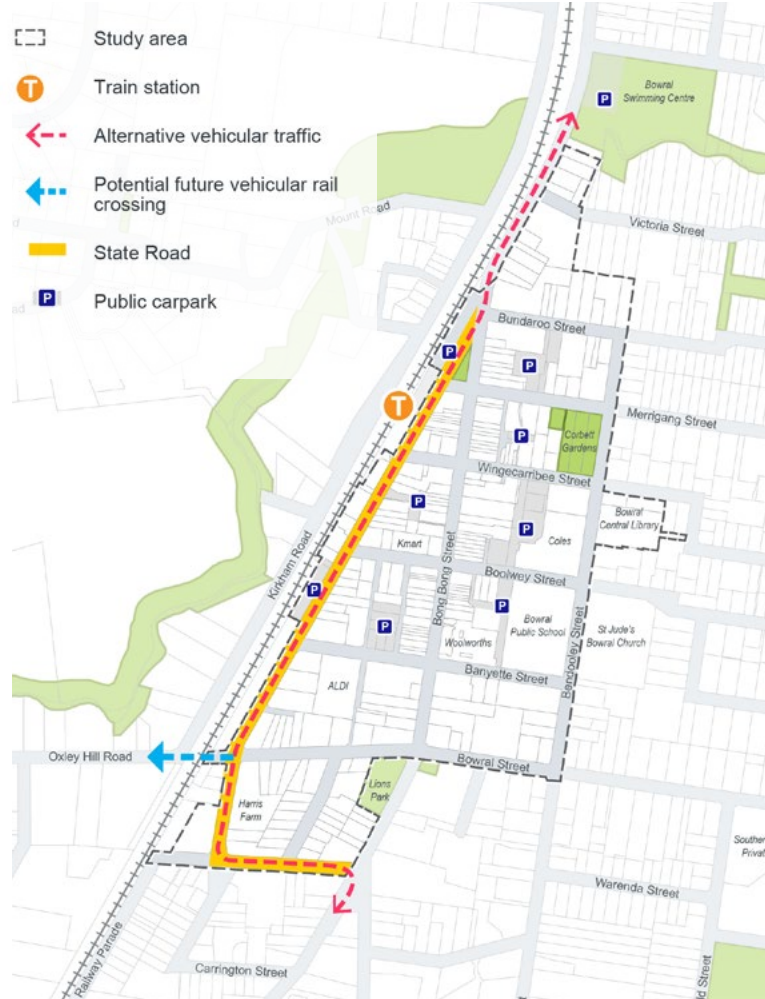 Study area
T
Train station
Alternative vehicular traffic
Potential future vehicular rail
crossing
State Road
P
Public carpark
P
Bowral
Swimming Centre
Mount Road
Victoria Street
Bundaroo Street
P
P
T
Merrigang Street
P
Corbett
Gardens
Wingecarribee Street
P
P
Bowral
Central Library
Kmart
Coles
Kirkham Road
Bong Bong Street
Boolwey Street
P
P
P
Bowral
Public School
St Jude's
Bowral Church
Woolworths
Bendooley Street
Banyette Street
ALDI
Oxley Hill Road
Bowral Street
Lions
Park
Harris
Farm
Southern
Privat
Warenda Street
Railway Parade
Carrington Street
d Street